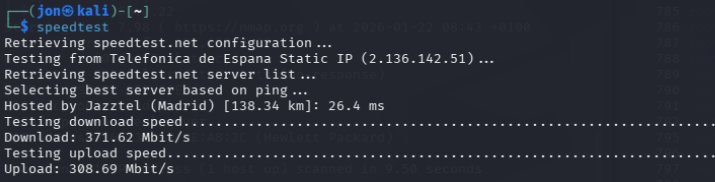 ┌──(jon㉿kali)-[~]
└─$ speedtest
Retrieving speedtest.net configuration...
Testing from Telefonica de Espana Static IP (2.136.142.51)...
Retrieving speedtest.net server list...
Selecting best server based on ping...
Hosted by Jazztel (Madrid) [138.34 km]: 26.4 ms
Testing download speed................................................................................
Download: 371.62 Mbit/s
Testing upload speed................................................................................
Upload: 308.69 Mbit/s